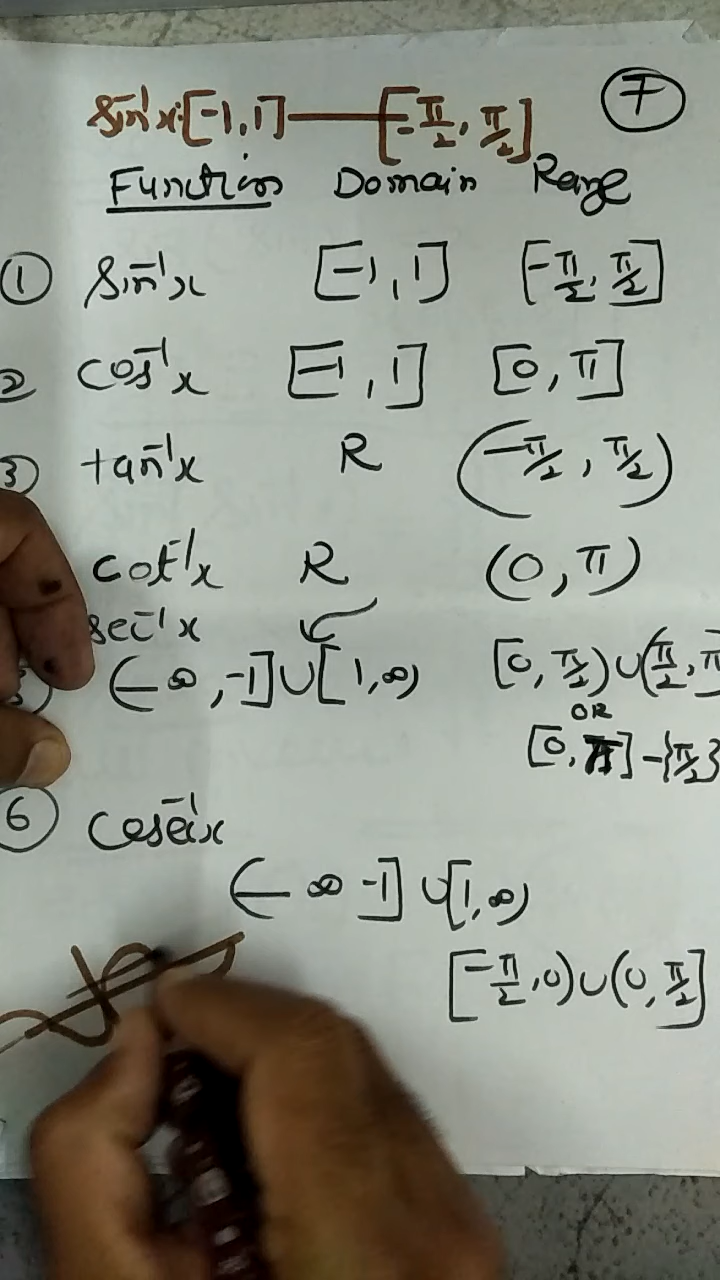 sin⁻¹x:[-1,1]—[-π/2, π/2] ⑦
Function Domain Range
① sin⁻¹x [-1,1] [-π/2, π/2]
2 cos⁻¹x [-1,1] [0,π]
3 tan⁻¹x R (-π/2, π/2)
cot⁻¹x R (0,π)
sec⁻¹x
(-∞,-1]∪[1,∞) [0,π/2)∪(π/2,π
OR
[0,π]-{π/2}
⑥ cosec⁻¹x
(-∞ -1] ∪[1,∞)
[-π/2,0)∪(0,π/2]